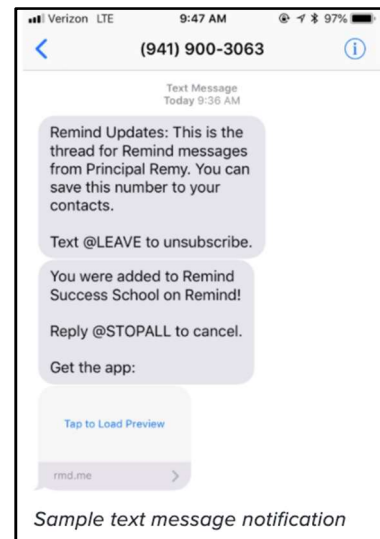 Verizon LTE 9:47 AM 97%
(941) 900-3063
Text Message
Today 9:36 AM
Remind Updates: This is the
thread for Remind messages
from Principal Remy. You can
save this number to your
contacts.
Text @LEAVE to unsubscribe.
You were added to Remind
Success School on Remind!
Reply @STOPALL to cancel.
Get the app:
Tap to Load Preview
rmd.me
Sample text message notification